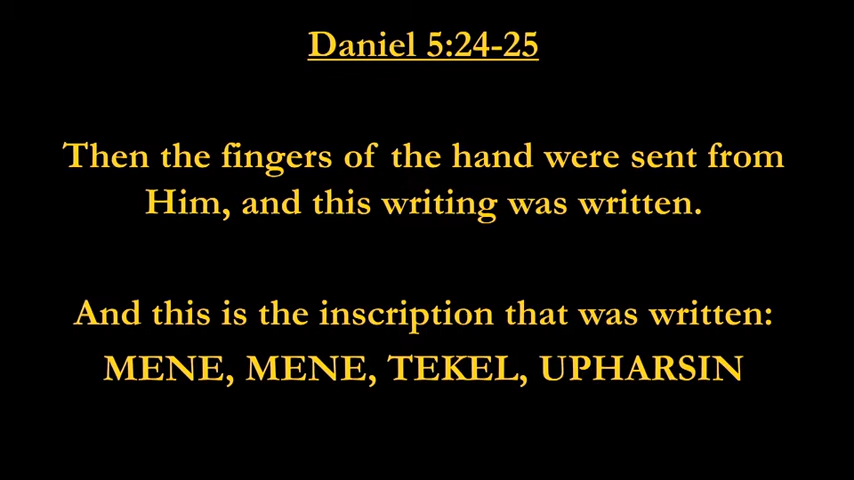 Daniel 5:24-25
Then the fingers of the hand were sent from
Him, and this writing was written.
And this is the inscription that was written:
MENE, MENE, TEKEL, UPHARSIN